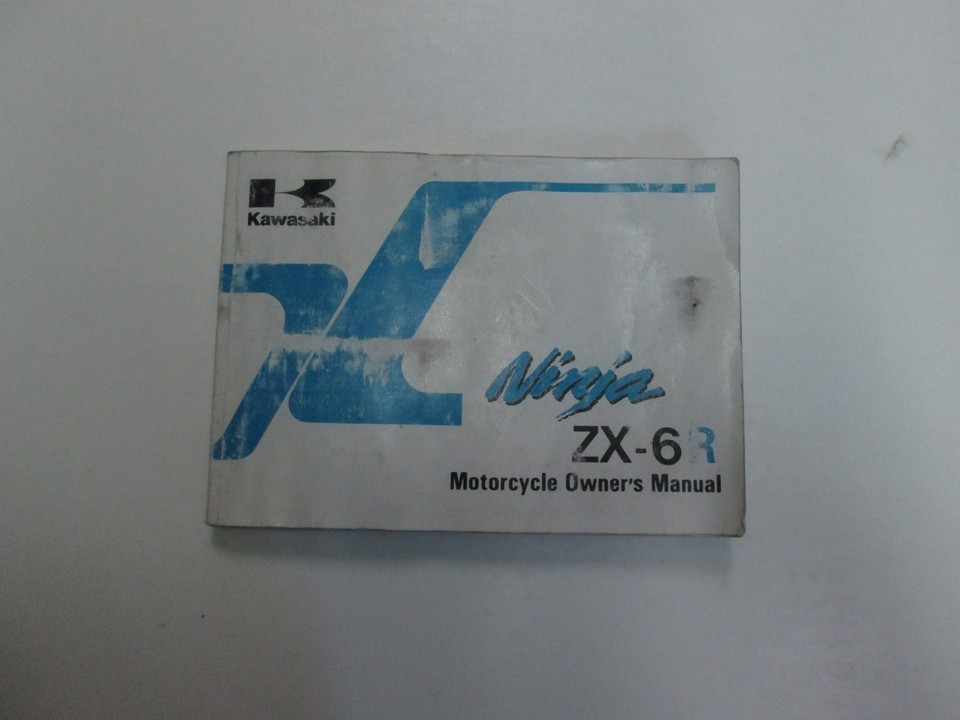 Kawasaki
Ninja
ZX-6R
Motorcycle Owner's Manual